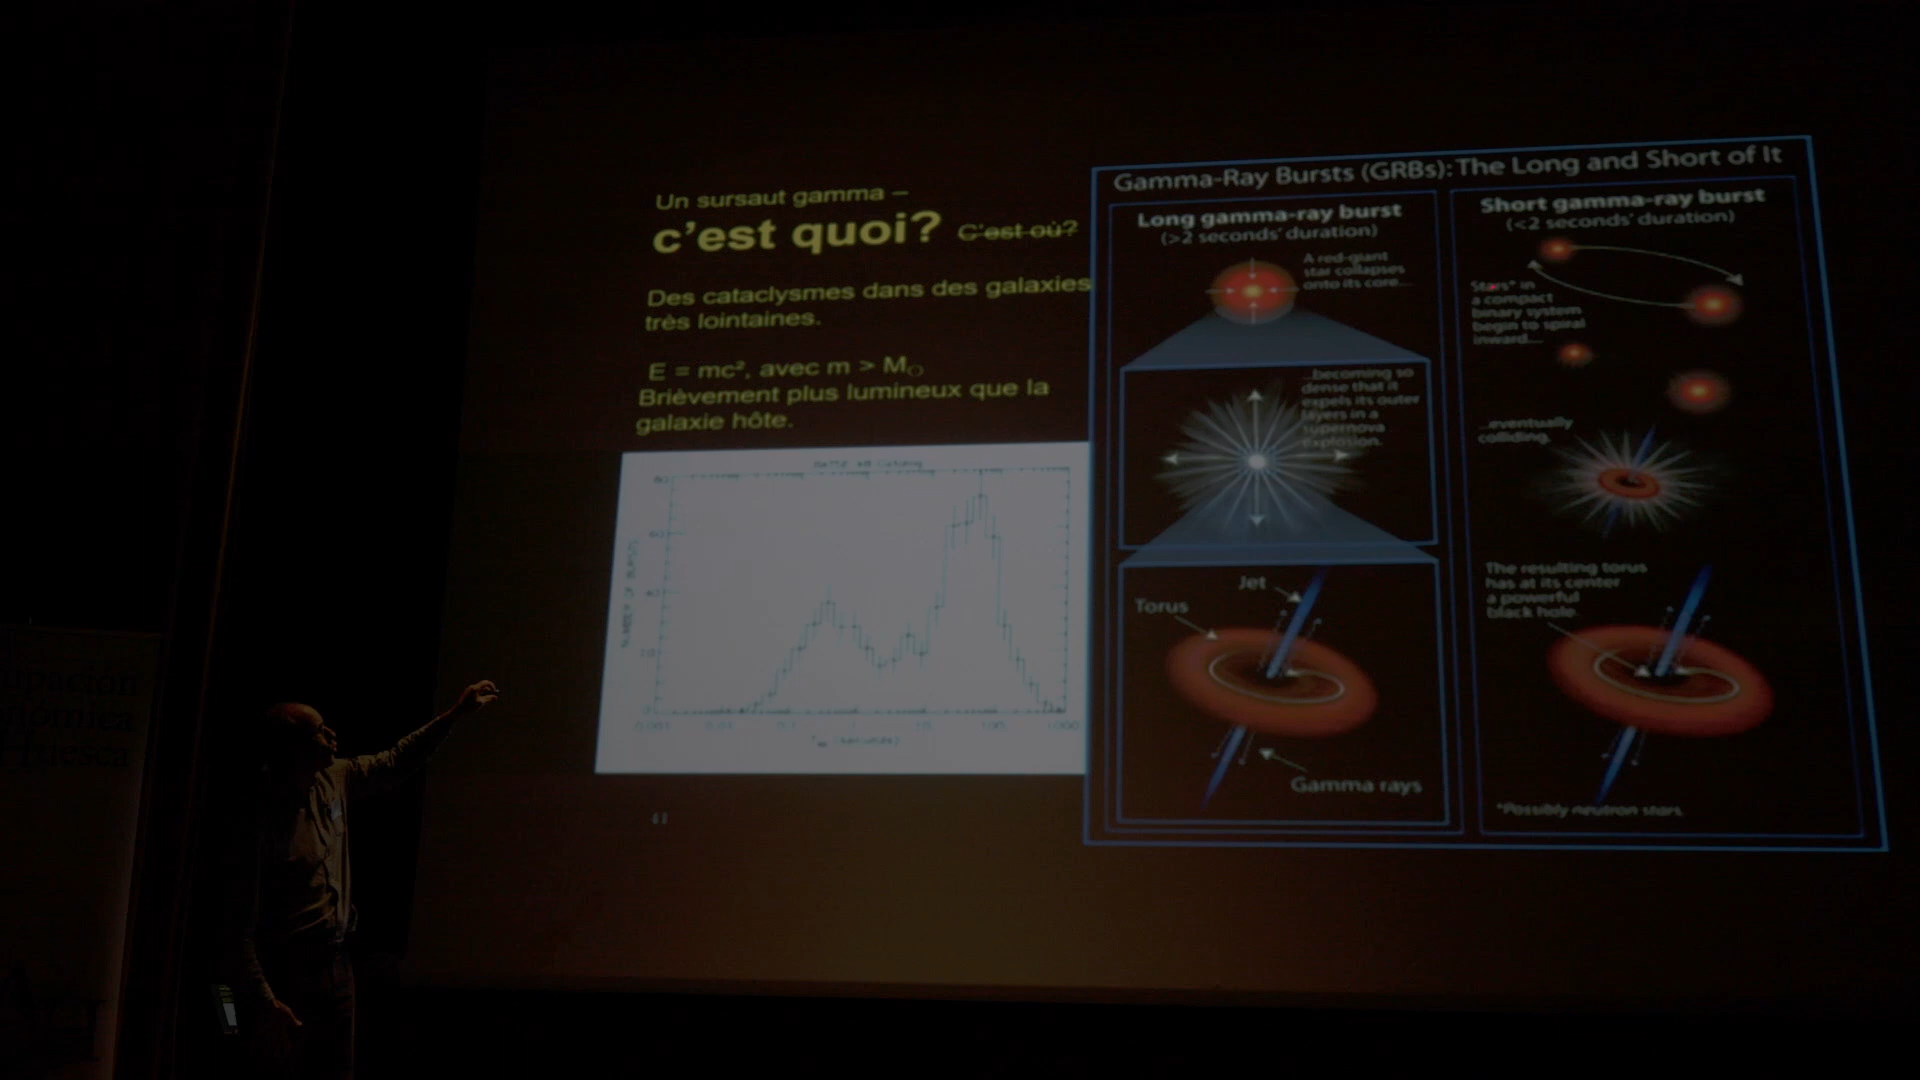 Un sursaut gamma –
c'est quoi? C'est où?
Des cataclysmes dans des galaxies
très lointaines.
E = mc², avec m > M☉
Brièvement plus lumineux que la
galaxie hôte.
NUMBER OF BURSTS
Gamma-Ray Bursts (GRBs): The Long and Short of It
Long gamma-ray burst
(>2 seconds' duration)
A red-giant
star collapses
onto its core...
...becoming so
dense that it
expels its outer
layers in a
supernova
explosion.
Jet
Torus
Gamma rays
Short gamma-ray burst
(<2 seconds' duration)
Stars* in
a compact
binary system
begin to spiral
inward...
...eventually
colliding.
The resulting torus
has at its center
a powerful
black hole.
*Possibly neutron stars.
Huesca